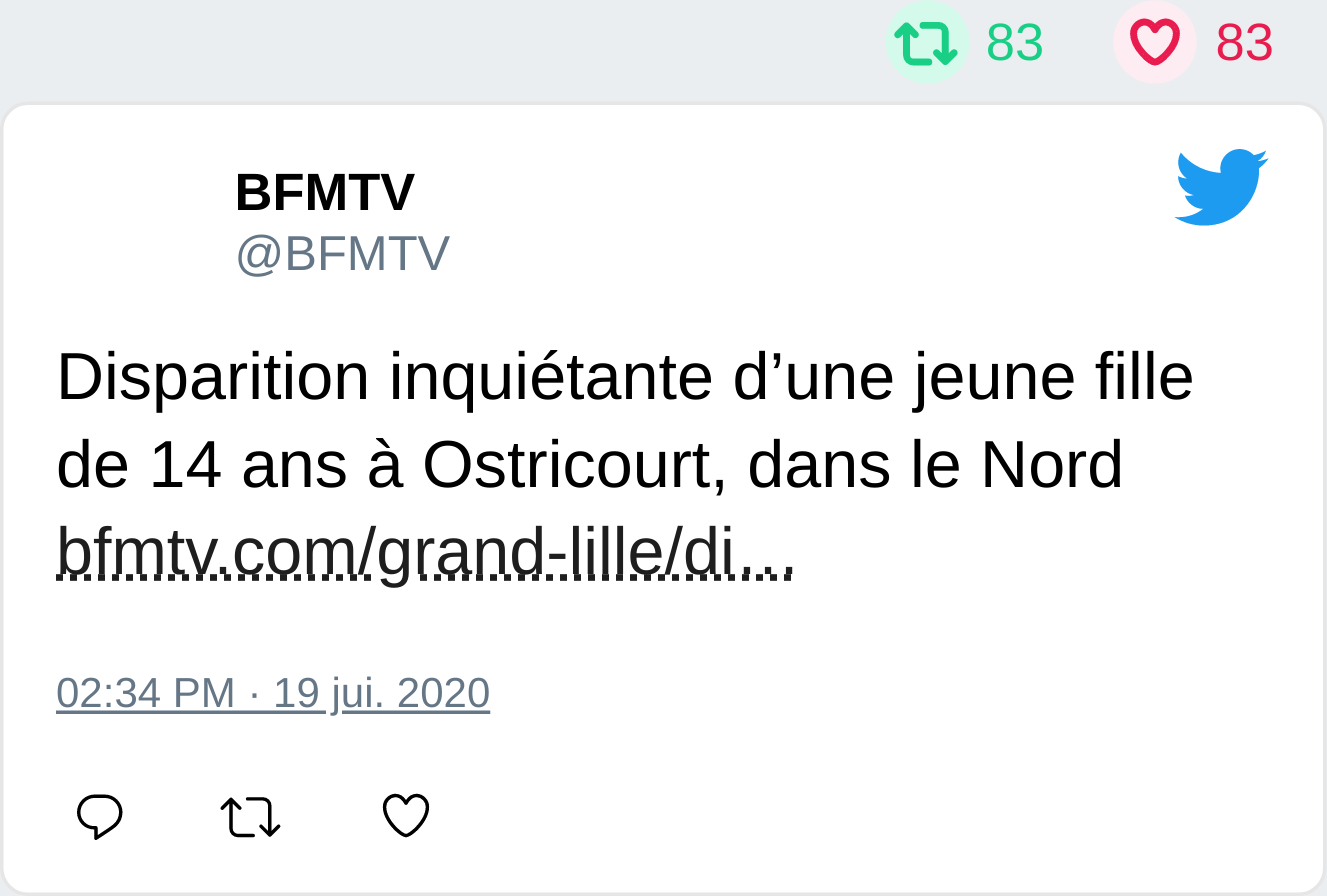 83 83
BFMTV
@BFMTV
Disparition inquiétante d’une jeune fille
de 14 ans à Ostricourt, dans le Nord
bfmtv.com/grand-lille/di…
02:34 PM · 19 jui. 2020